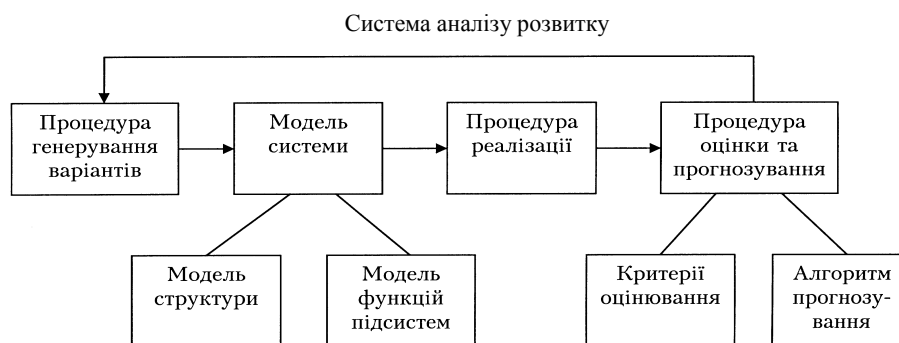 Система аналізу розвитку
Процедура
генерування
варіантів
Модель
системи
Процедура
реалізації
Процедура
оцінки та
прогнозування
Модель
структури
Модель
функцій
підсистем
Критерії
оцінювання
Алгоритм
прогнозу-
вання